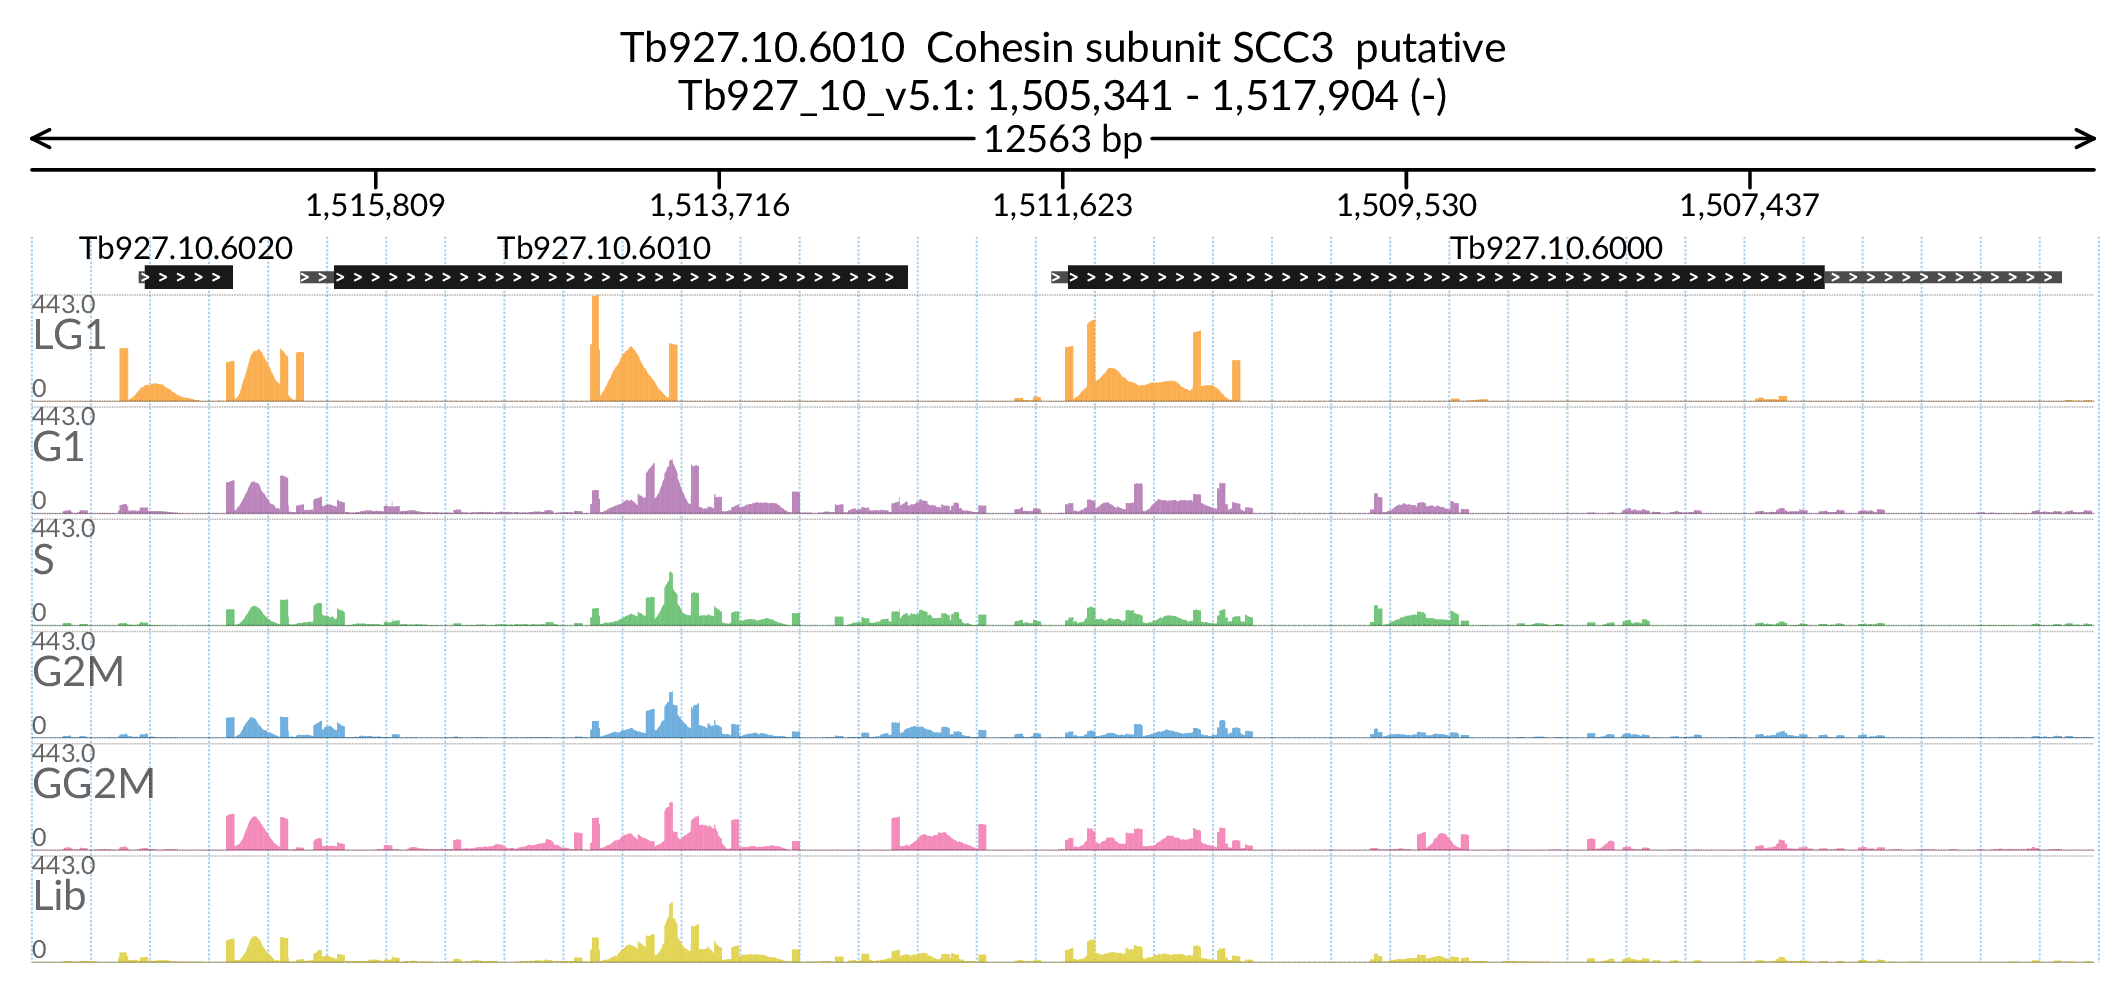 Tb927.10.6010  Cohesin subunit SCC3  putative
Tb927_10_v5.1: 1,505,341 - 1,517,904 (-)
12563 bp
1,515,809 1,513,716 1,511,623 1,509,530 1,507,437
Tb927.10.6020 Tb927.10.6010 Tb927.10.6000
443.0
LG1
0
443.0
G1
0
443.0
S
0
443.0
G2M
0
443.0
GG2M
0
443.0
Lib
0